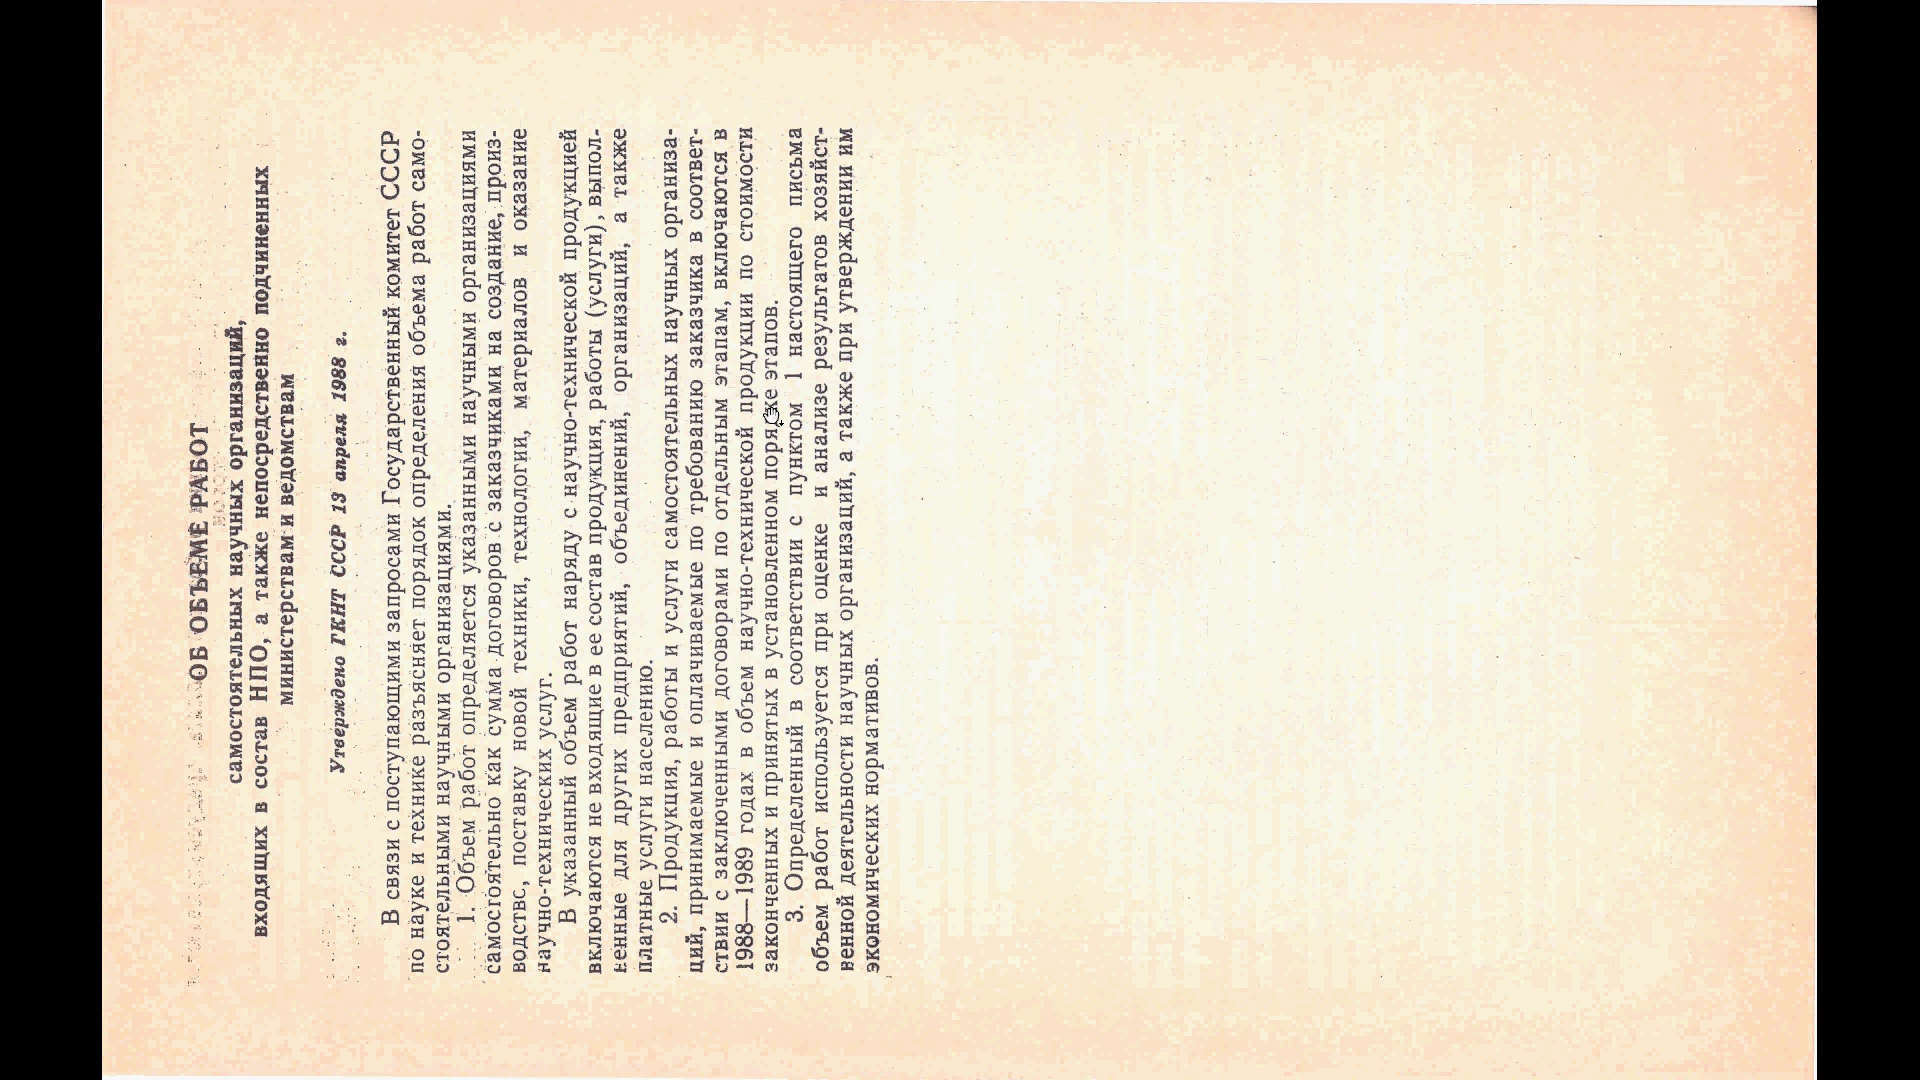 ОБ ОБЪЕМЕ РАБОТ
самостоятельных научных организаций,
входящих в состав НПО, а также непосредственно подчиненных
министерствам и ведомствам
Утверждено ГКНТ СССР 13 апреля 1988 г.
В связи с поступающими запросами Государственный комитет СССР
по науке и технике разъясняет порядок определения объема работ само-
стоятельными научными организациями.
1. Объем работ определяется указанными научными организациями
самостоятельно как сумма договоров с заказчиками на создание, произ-
водство, поставку новой техники, технологии, материалов и оказание
научно-технических услуг.
В указанный объем работ наряду с научно-технической продукцией
включаются не входящие в ее состав продукция, работы (услуги), выпол-
ненные для других предприятий, объединений, организаций, а также
платные услуги населению.
2. Продукция, работы и услуги самостоятельных научных организа-
ций, принимаемые и оплачиваемые по требованию заказчика в соответ-
ствии с заключенными договорами по отдельным этапам, включаются в
1988—1989 годах в объем научно-технической продукции по стоимости
законченных и принятых в установленном порядке этапов.
3. Определенный в соответствии с пунктом 1 настоящего письма
объем работ используется при оценке и анализе результатов хозяйст-
венной деятельности научных организаций, а также при утверждении им
экономических нормативов.